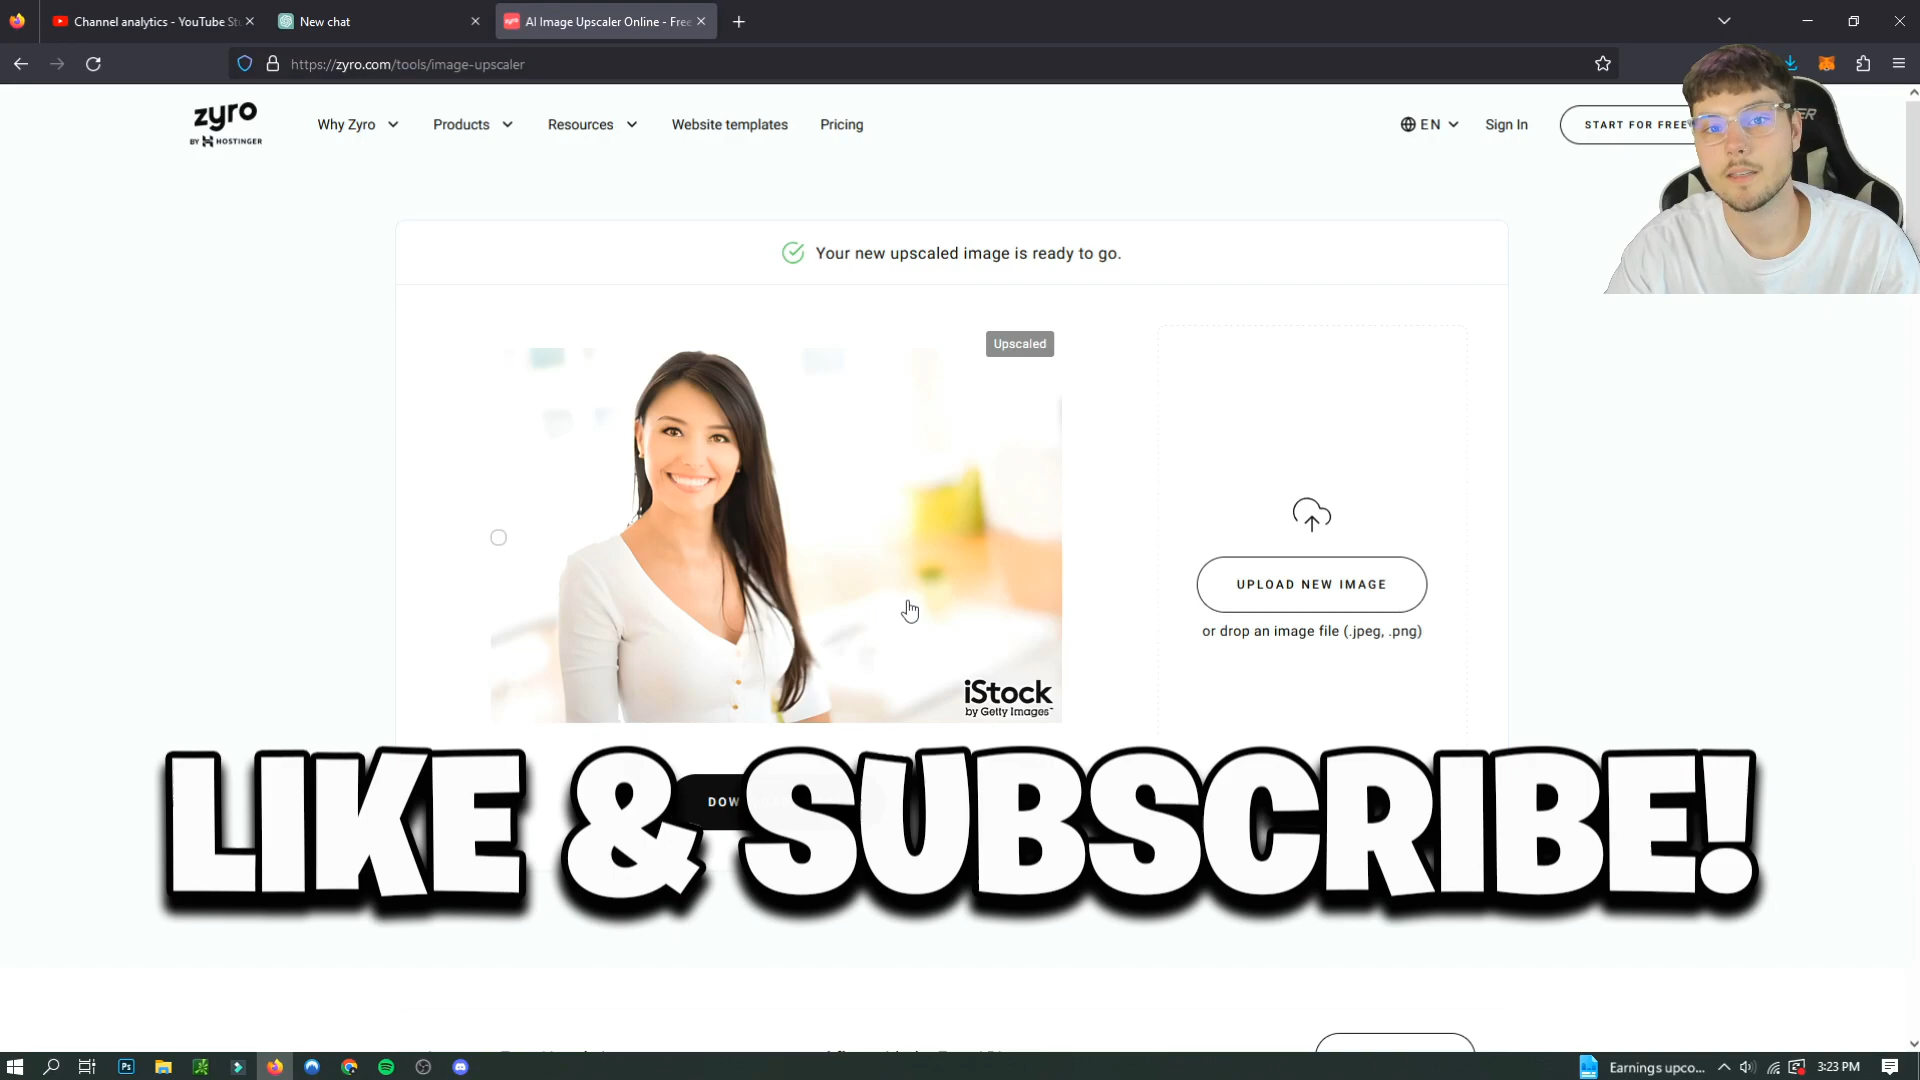 Channel analytics - YouTube Stu
New chat
AI Image Upscaler Online - Free
https://zyro.com/tools/image-upscaler
zyro
BY HOSTINGER
Why Zyro
Products
Resources
Website templates
Pricing
EN
Sign In
START FOR FREE
Your new upscaled image is ready to go.
Upscaled
iStock
by Getty Images™
UPLOAD NEW IMAGE
or drop an image file (.jpeg, .png)
DOW
LIKE & SUBSCRIBE!
Ps
Earnings upco...
3:23 PM